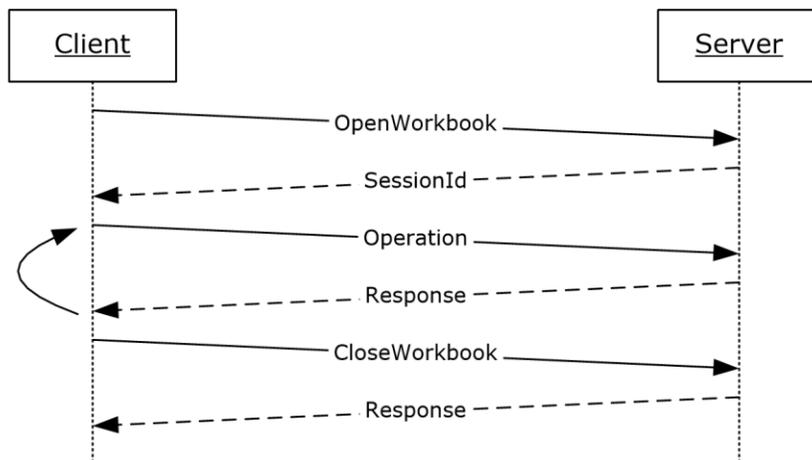 Client
Server
OpenWorkbook
SessionId
Operation
Response
CloseWorkbook
Response